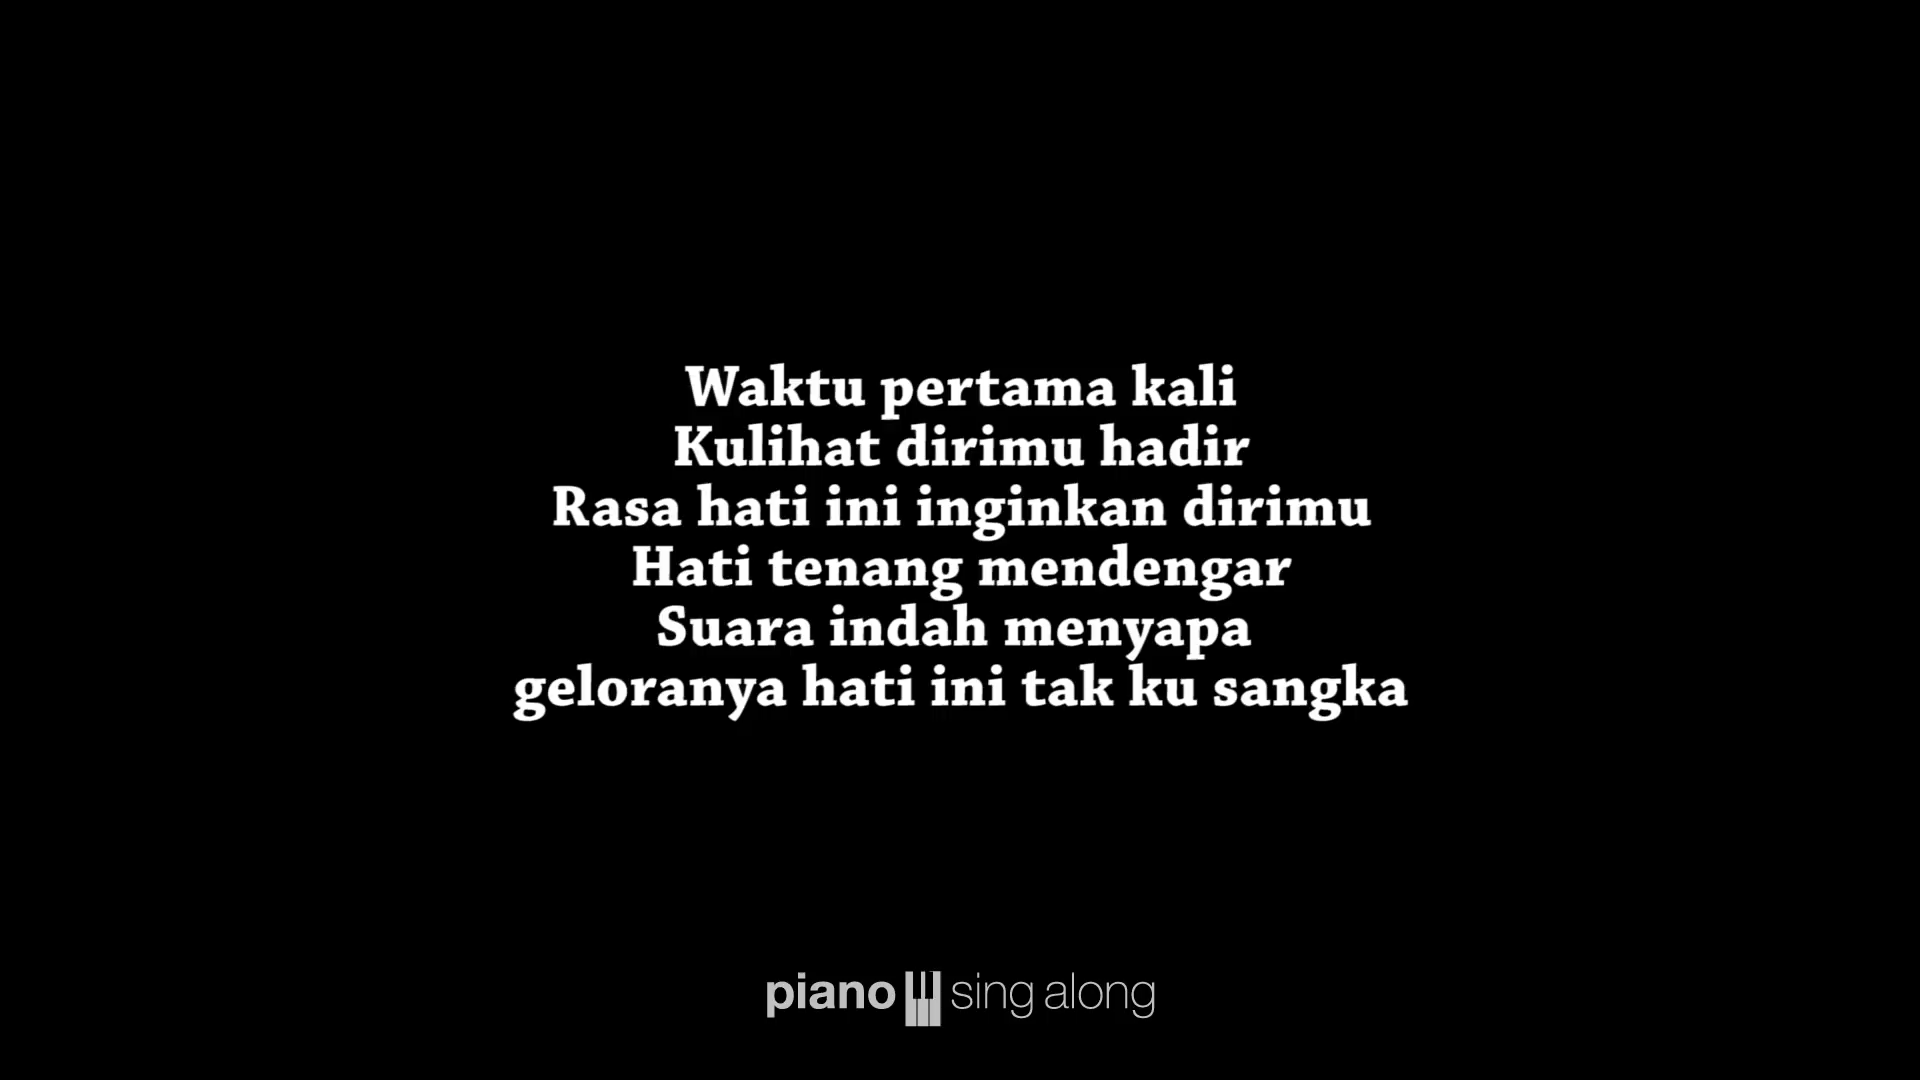 Waktu pertama kali
Kulihat dirimu hadir
Rasa hati ini inginkan dirimu
Hati tenang mendengar
Suara indah menyapa
geloranya hati ini tak ku sangka
piano sing along